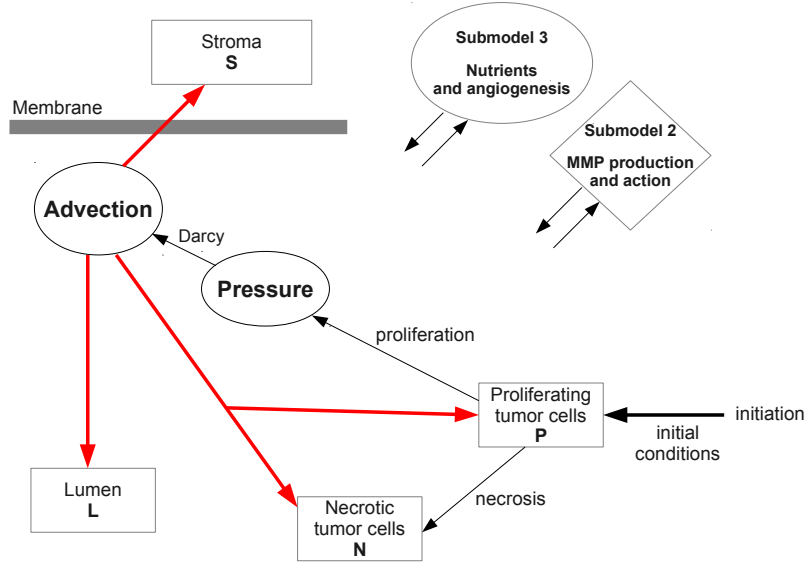 Stroma
S
Submodel 3
Nutrients
and angiogenesis
Membrane
Submodel 2
MMP production
and action
Advection
Darcy
Pressure
proliferation
Proliferating
tumor cells
P
initiation
initial
conditions
Lumen
L
necrosis
Necrotic
tumor cells
N